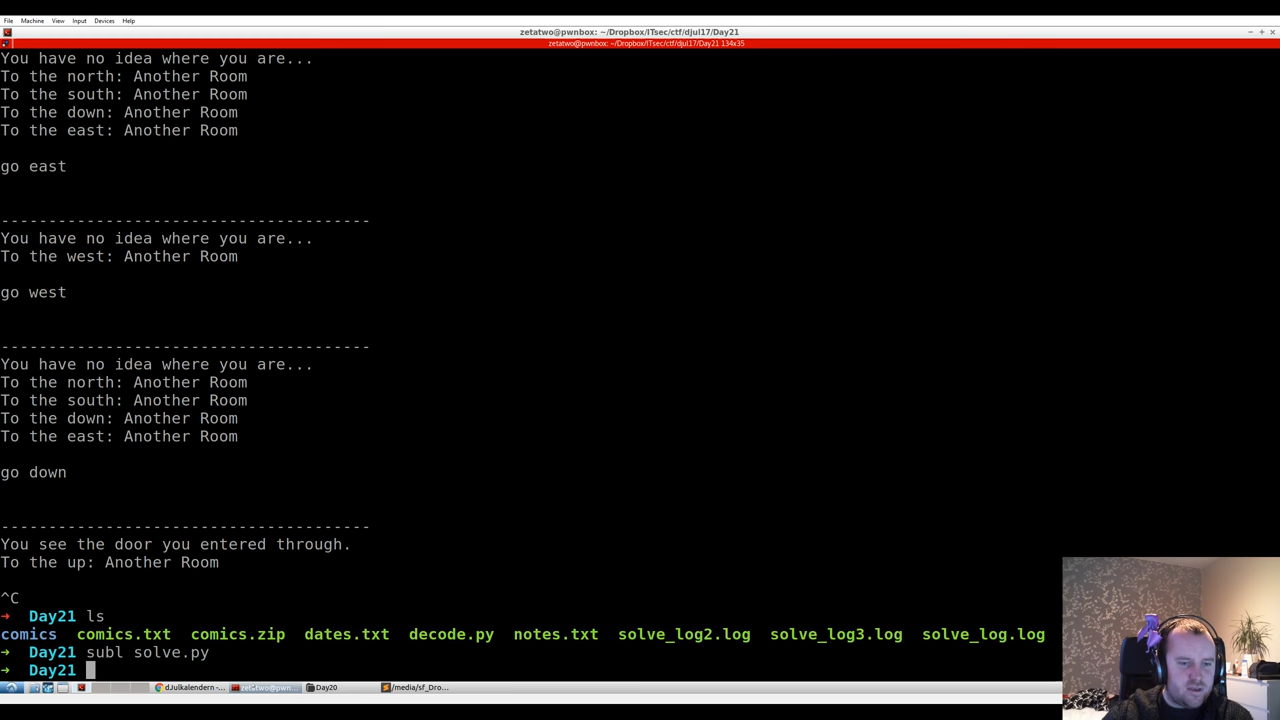 File Machine View Input Devices Help
zetatwo@pwnbox: ~/Dropbox/ITsec/ctf/djul17/Day21
zetatwo@pwnbox: ~/Dropbox/ITsec/ctf/djul17/Day21 134x35
You have no idea where you are...
To the north: Another Room
To the south: Another Room
To the down: Another Room
To the east: Another Room
go east
---------------------------------------
You have no idea where you are...
To the west: Another Room
go west
---------------------------------------
You have no idea where you are...
To the north: Another Room
To the south: Another Room
To the down: Another Room
To the east: Another Room
go down
---------------------------------------
You see the door you entered through.
To the up: Another Room
^C
➜ Day21 ls
comics comics.txt comics.zip dates.txt decode.py notes.txt solve_log2.log solve_log3.log solve_log.log
➜ Day21 subl solve.py
➜ Day21
dJulkalendern -... zetatwo@pwn... Day20 /media/sf_Dro...